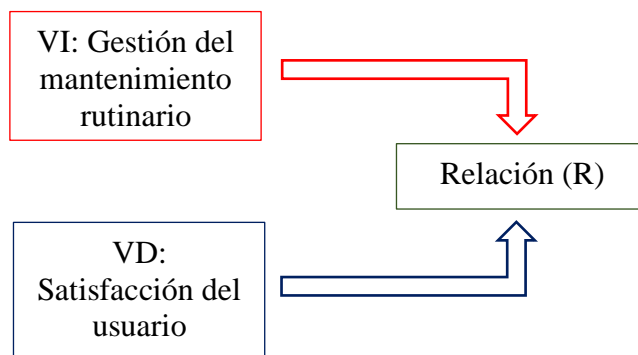 VI: Gestión del
mantenimiento
rutinario
Relación (R)
VD:
Satisfacción del
usuario